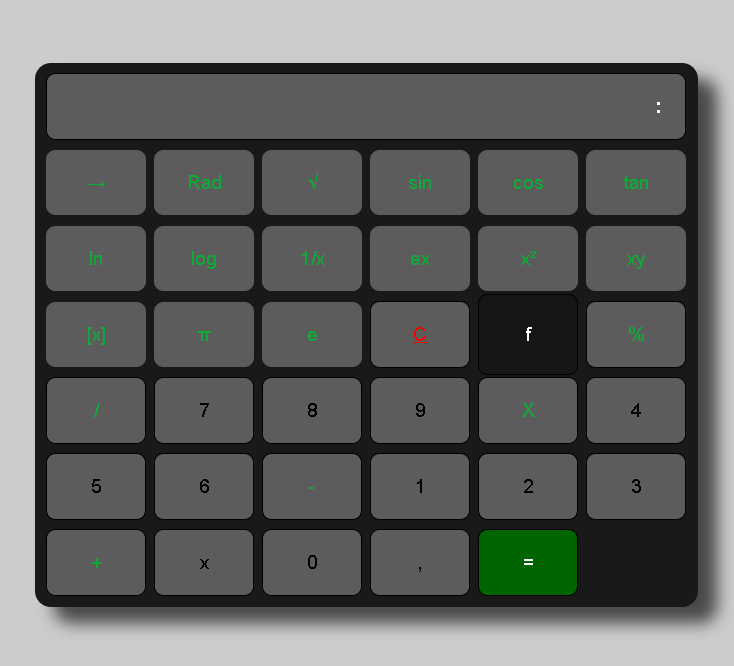 :
→ Rad √ sin cos tan
ln log 1/x ex x² xy
[x] π e C f %
/ 7 8 9 X 4
5 6 - 1 2 3
+ x 0 , =